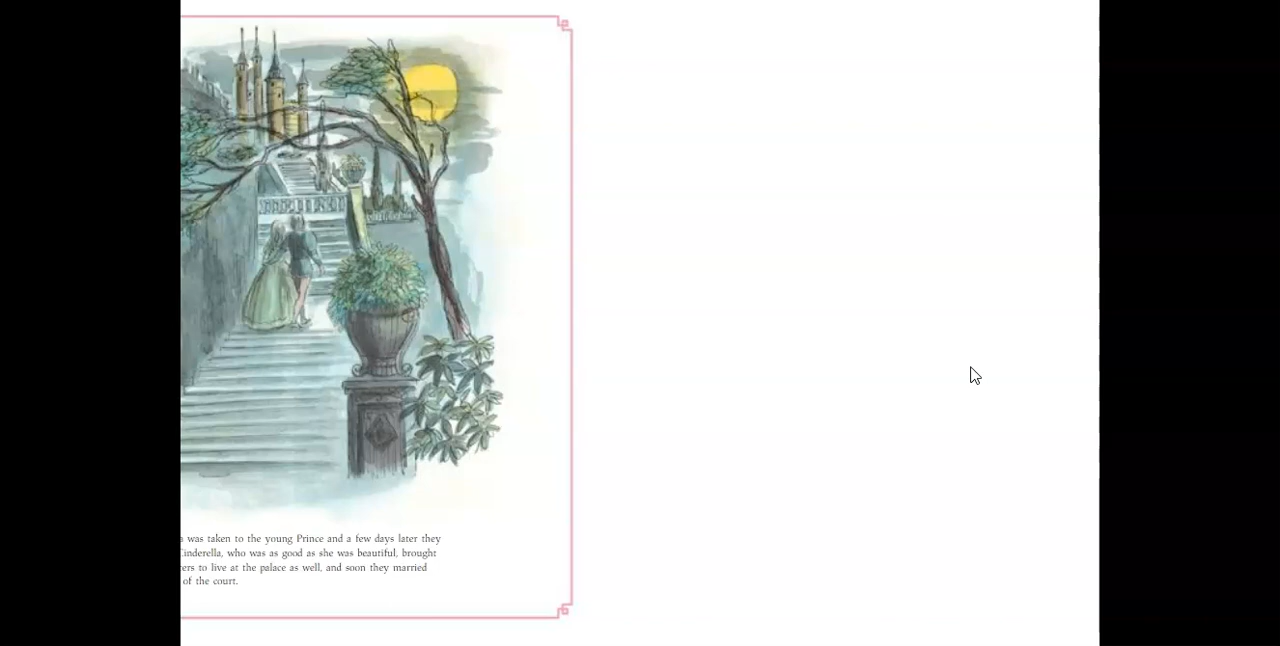 was taken to the young Prince and a few days later they
Cinderella, who was as good as she was beautiful, brought
to live at the palace as well, and soon they married
of the court.